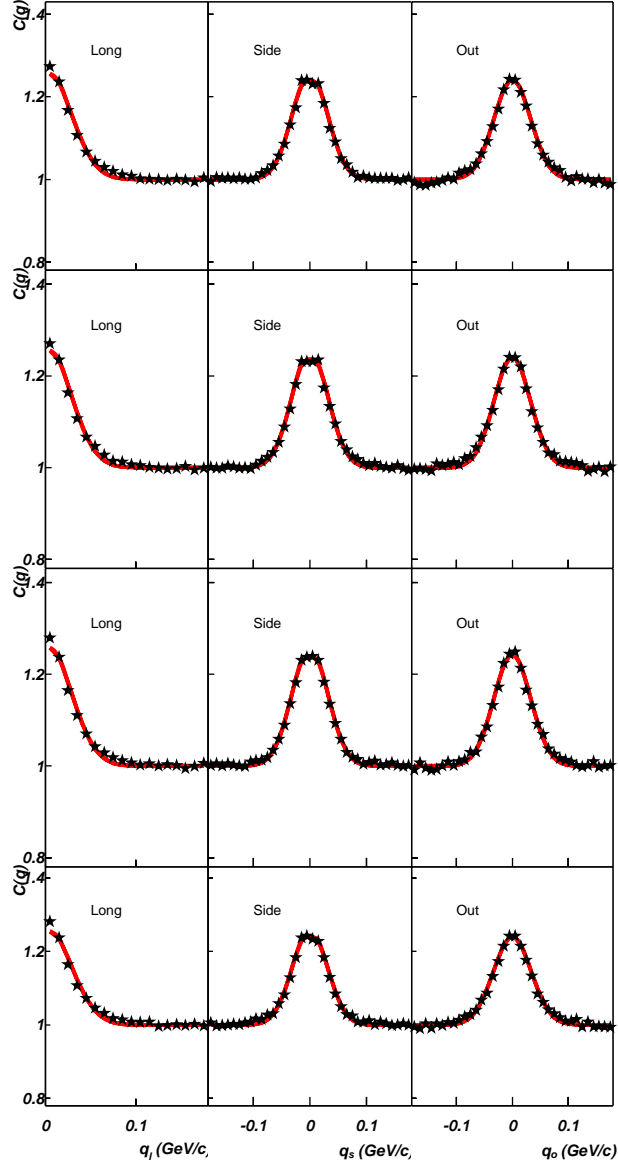 C(g)
1.4
1.2
1
0.8
Long
Side
Out
C(g)
1.4
1.2
1
0.8
Long
Side
Out
C(g)
1.4
1.2
1
0.8
Long
Side
Out
C(g)
1.4
1.2
1
0.8
Long
Side
Out
0 0.1 -0.1 0 0.1 -0.1 0 0.1
q_l (GeV/c) q_s (GeV/c) q_o (GeV/c)